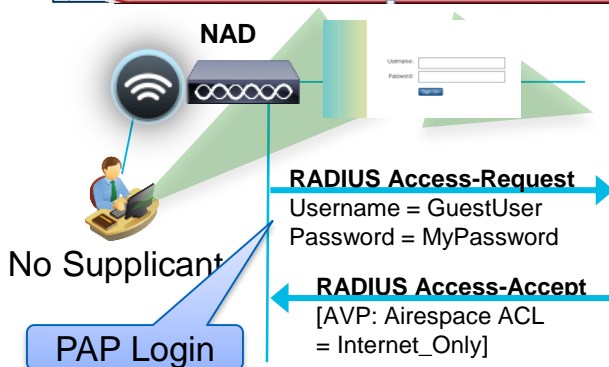 NAD
Username:
Password:
Sign On
RADIUS Access-Request
Username = GuestUser
Password = MyPassword
No Supplicant
RADIUS Access-Accept
[AVP: Airespace ACL
= Internet_Only]
PAP Login